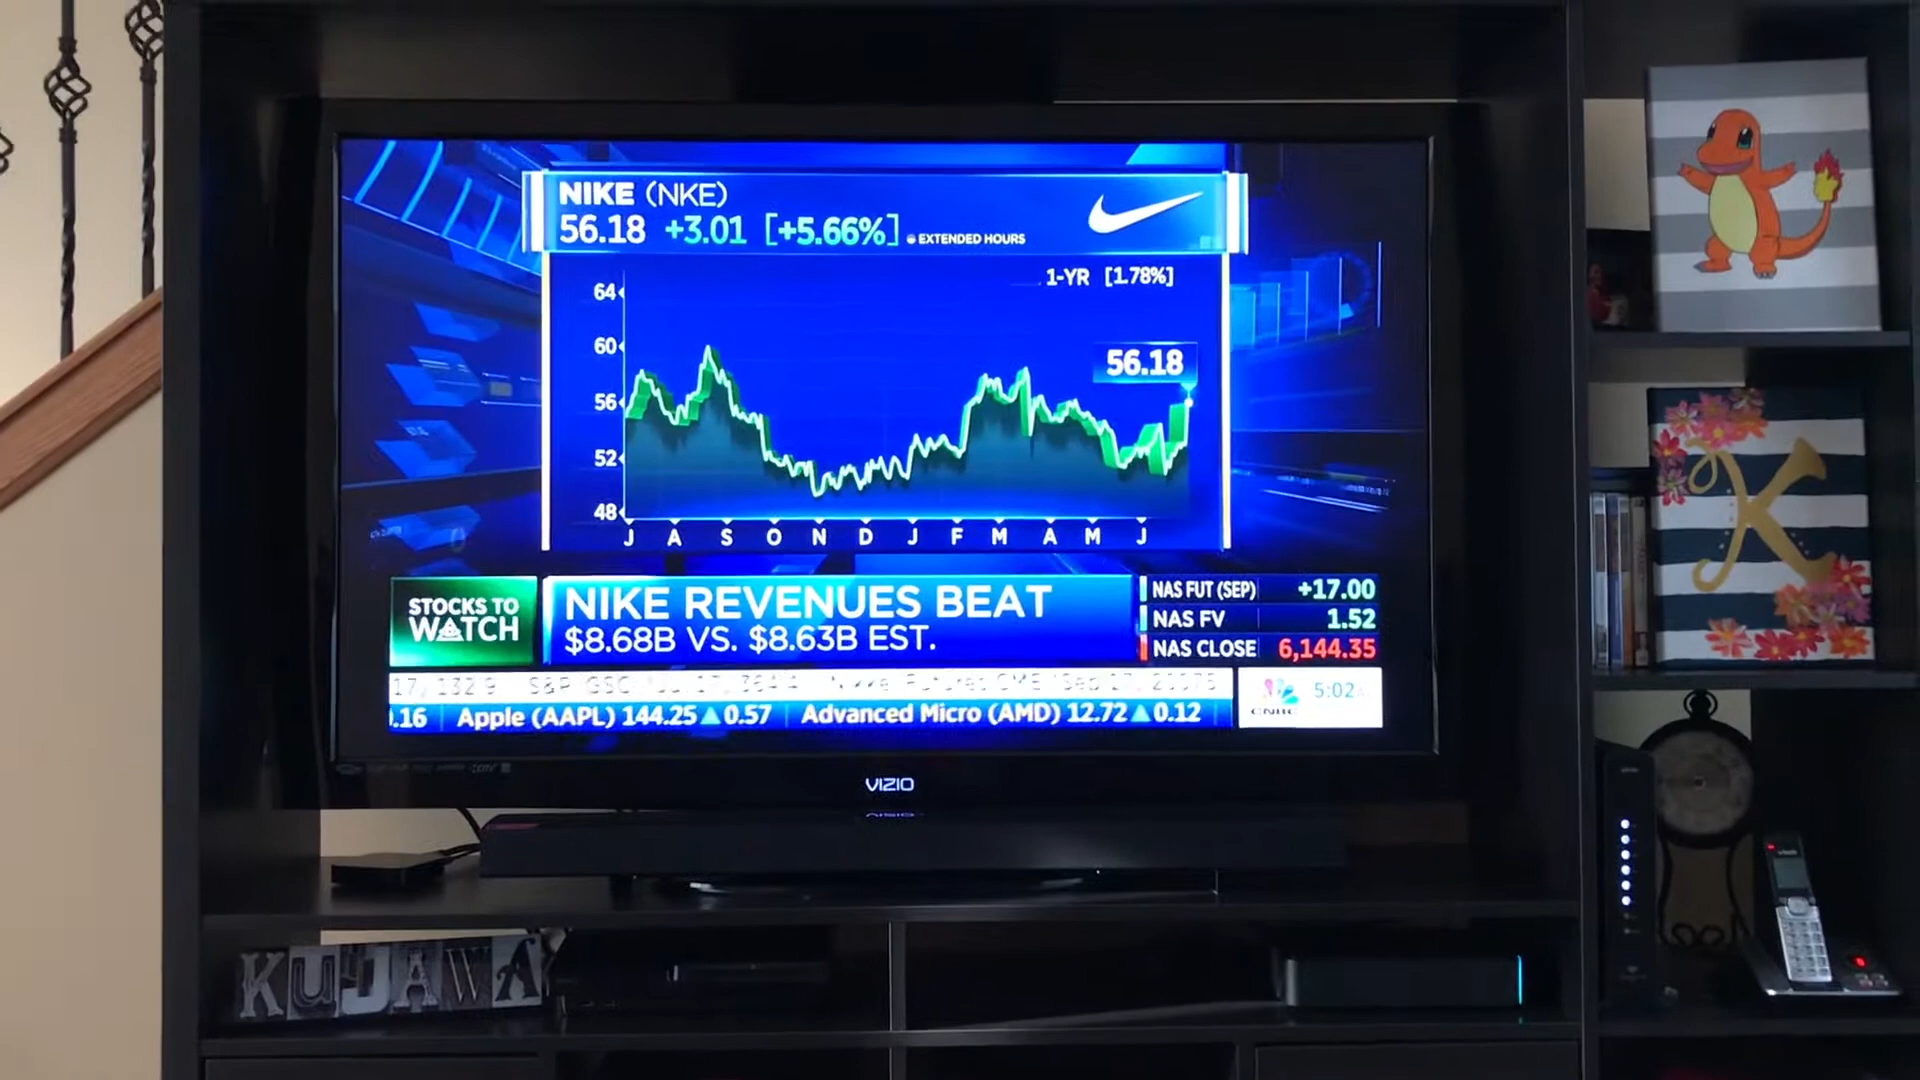 NIKE (NKE)
56.18 +3.01 [+5.66%] EXTENDED HOURS
1-YR [1.78%]
64
60
56.18
56
52
48
J A S O N D J F M A M J
STOCKS TO
WATCH
NIKE REVENUES BEAT
$8.68B VS. $8.63B EST.
NAS FUT (SEP) +17.00
NAS FV 1.52
NAS CLOSE 6,144.35
CNBC
5:02
.16 Apple (AAPL) 144.25 ▲0.57 Advanced Micro (AMD) 12.72 ▲0.12
VIZIO
K
KUJAWA